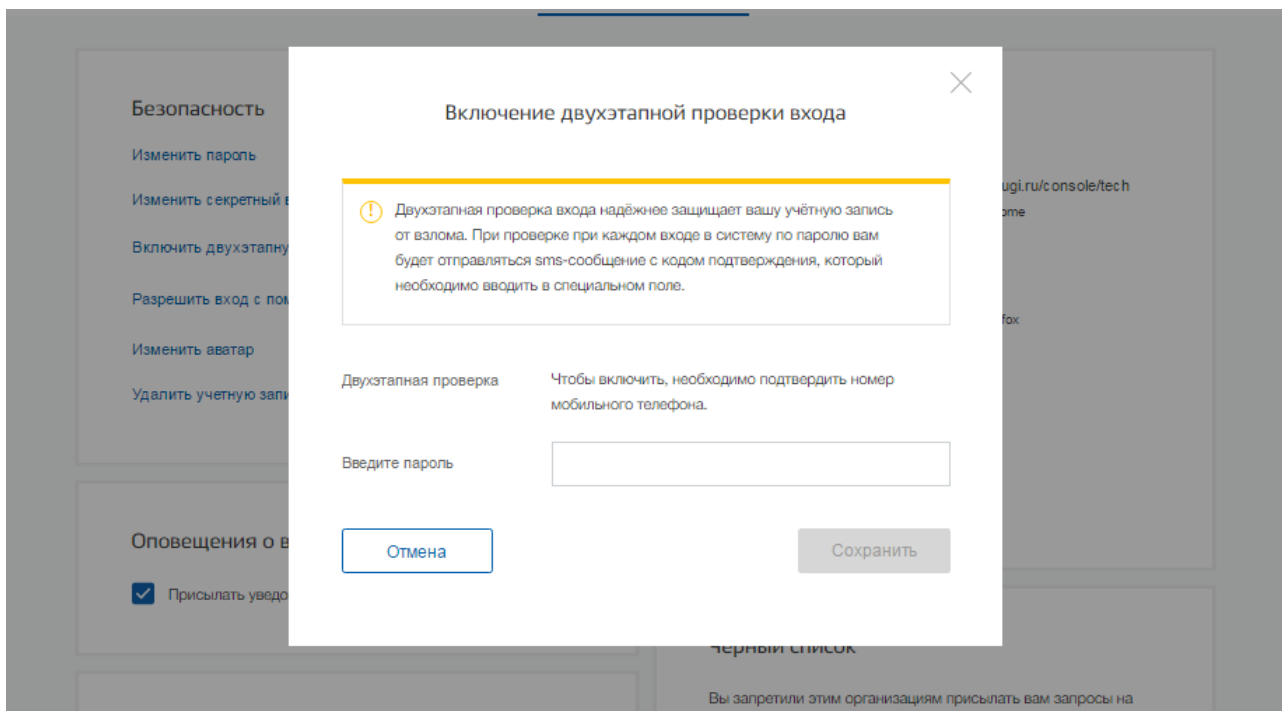 Включение двухэтапной проверки входа
Двухэтапная проверка входа надёжнее защищает вашу учётную запись
от взлома. При проверке при каждом входе в систему по паролю вам
будет отправляться sms-сообщение с кодом подтверждения, который
необходимо вводить в специальном поле.
Двухэтапная проверка
Чтобы включить, необходимо подтвердить номер
мобильного телефона.
Введите пароль
Отмена
Сохранить
Безопасность
Изменить пароль
Изменить секретный
Включить двухэтапну
Разрешить вход с пом
Изменить аватар
Удалить учетную запи
Оповещения о в
Присылать уведо
ugi.ru/console/tech
ome
fox
Черный список
Вы запретили этим организациям присылать вам запросы на